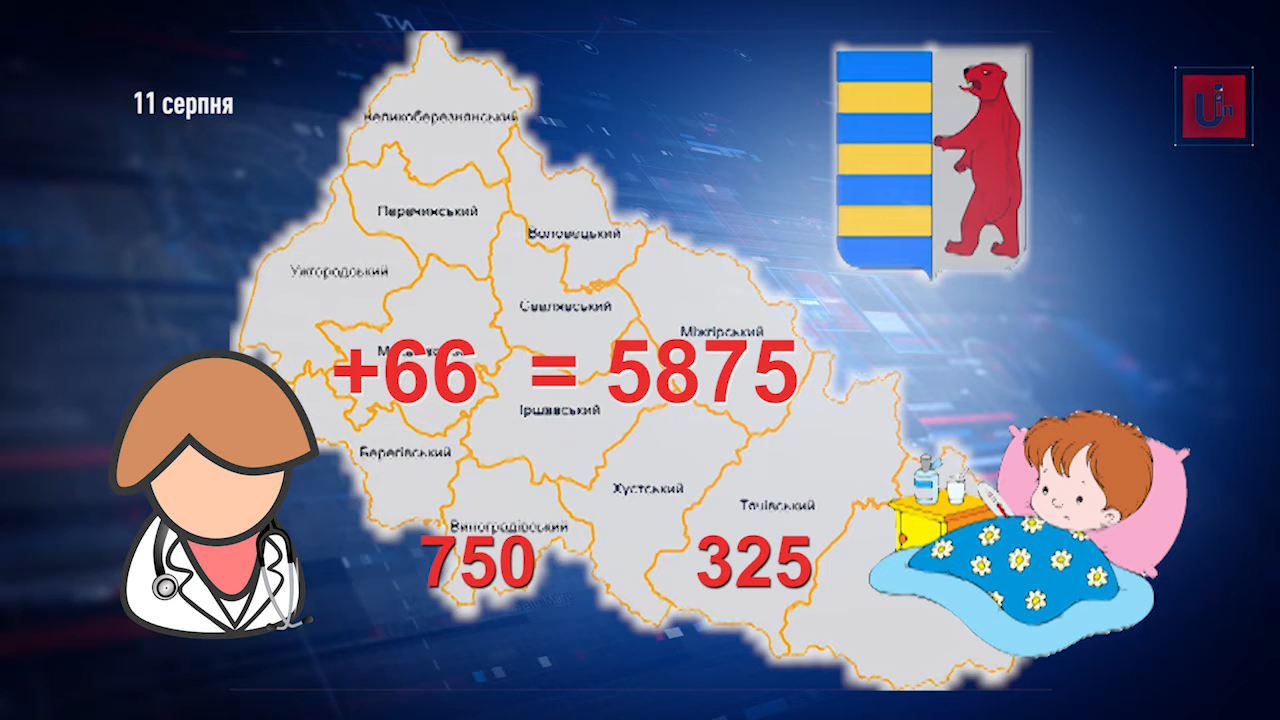 11 серпня
Великоберезнянський
Перечинський
Воловецький
Ужгородський
Свалявський
Міжгірський
+66 = 5875
Іршавський
Берегівський
Хустський
Тячівський
Виноградівський
750
325